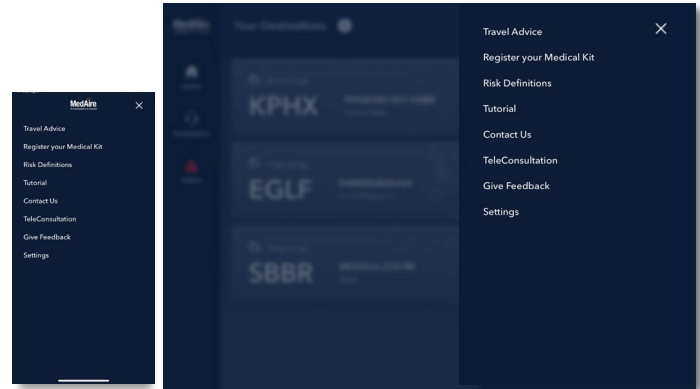 MedAire
Travel Advice
Register your Medical Kit
Risk Definitions
Tutorial
Contact Us
TeleConsultation
Give Feedback
Settings
MedAire
Your Destinations
KPHX
EGLF
SBBR
Travel Advice
Register your Medical Kit
Risk Definitions
Tutorial
Contact Us
TeleConsultation
Give Feedback
Settings